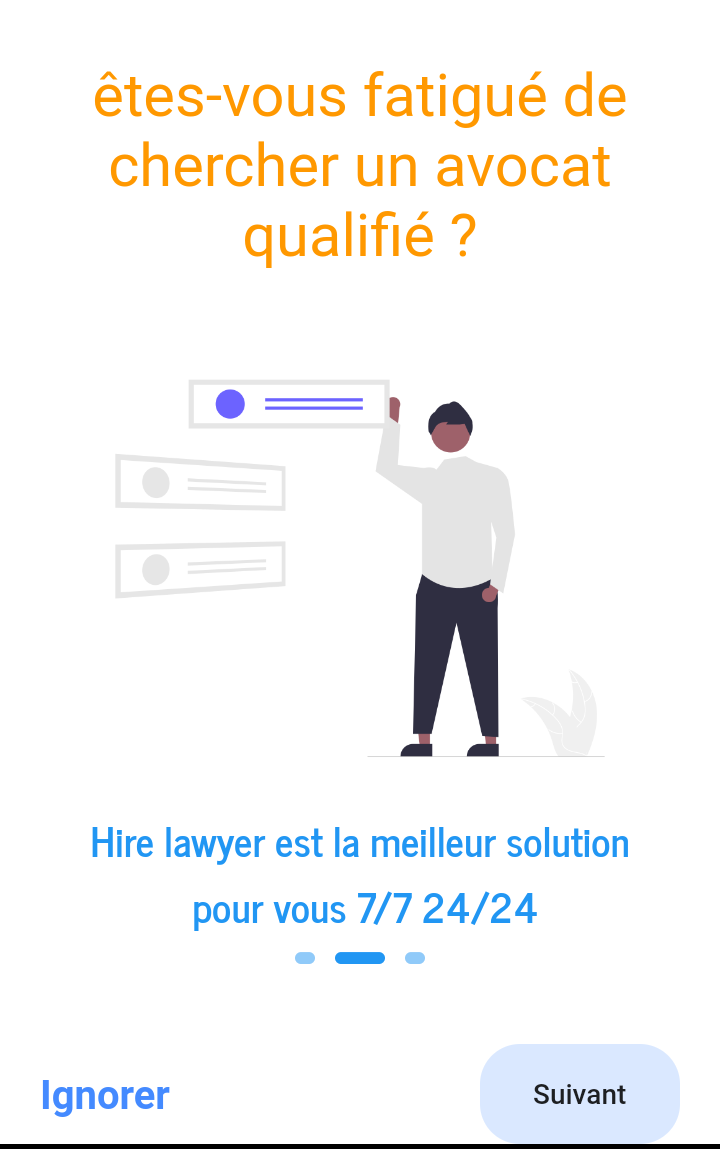 êtes-vous fatigué de
chercher un avocat
qualifié ?
Hire lawyer est la meilleur solution
pour vous 7/7 24/24
Ignorer
Suivant